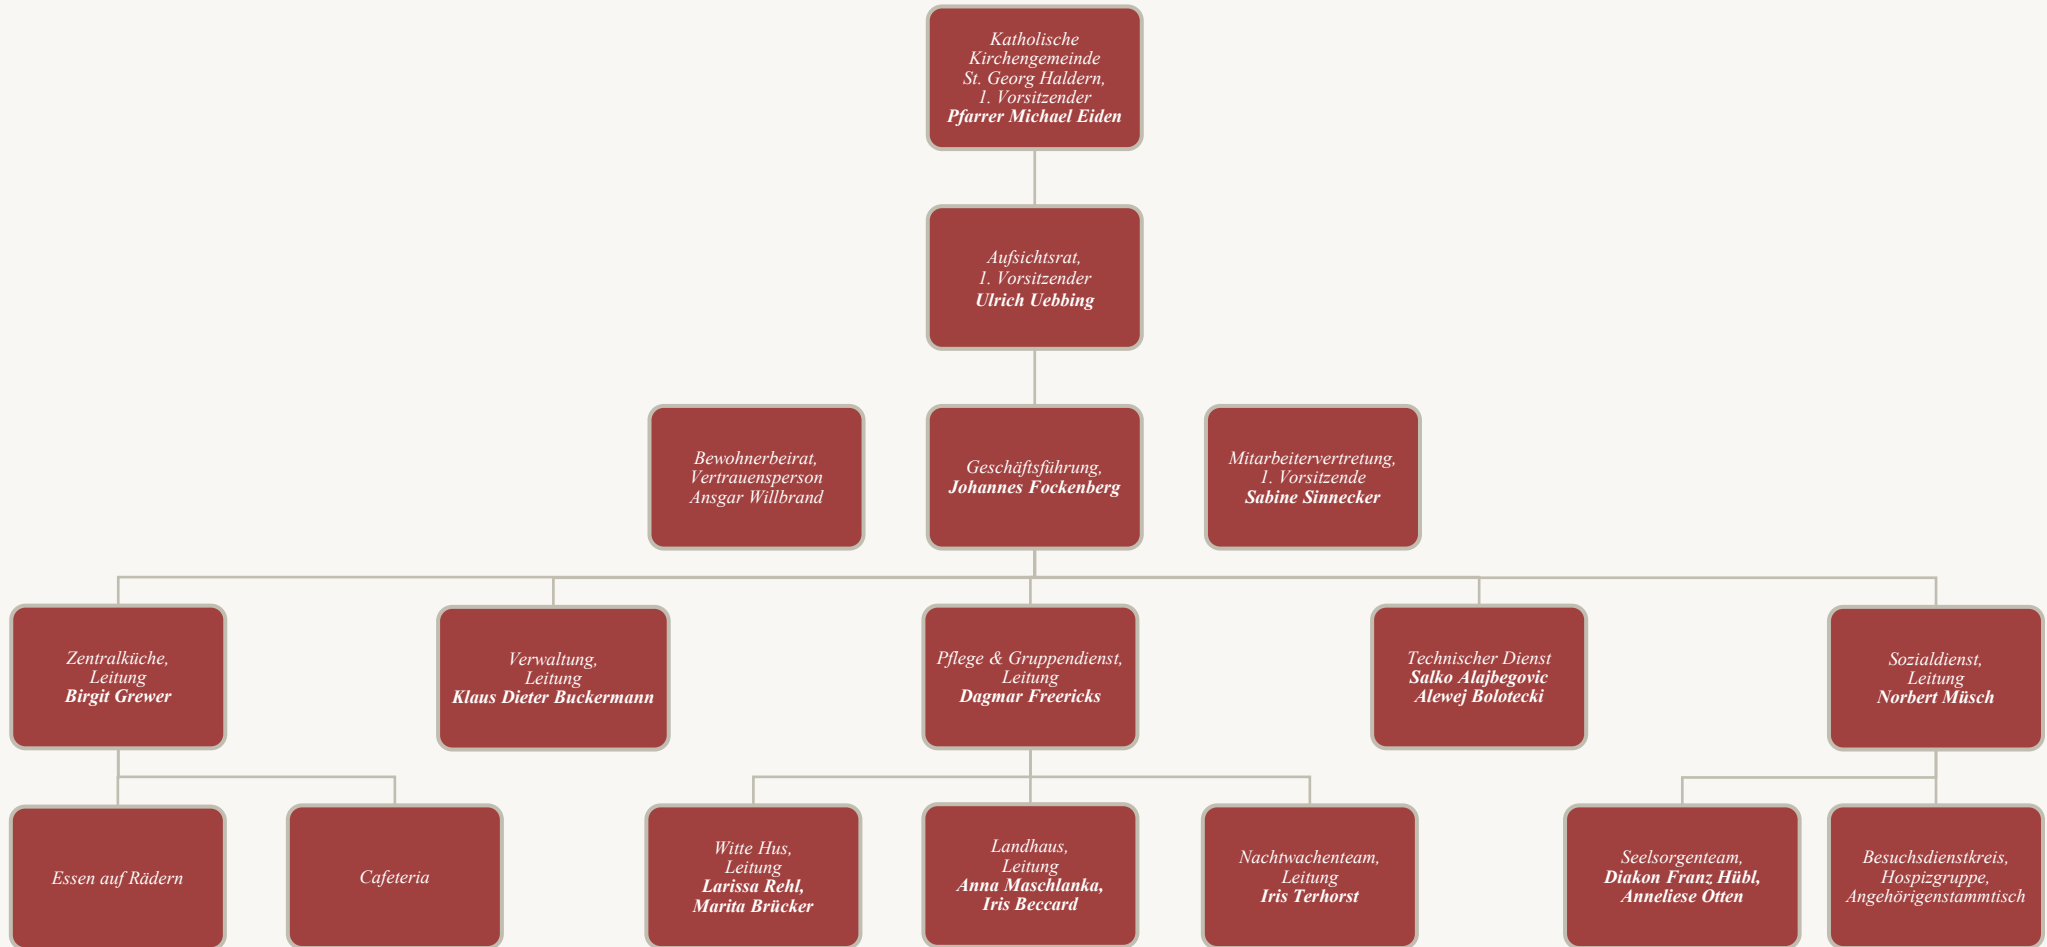 Katholische
Kirchengemeinde
St. Georg Haldern,
1. Vorsitzender
Pfarrer Michael Eiden
Aufsichtsrat,
1. Vorsitzender
Ulrich Uebbing
Bewohnerbeirat,
Vertrauensperson
Ansgar Willbrand
Geschäftsführung,
Johannes Fockenberg
Mitarbeitervertretung,
1. Vorsitzende
Sabine Sinnecker
Zentralküche,
Leitung
Birgit Grewer
Verwaltung,
Leitung
Klaus Dieter Buckermann
Pflege & Gruppendienst,
Leitung
Dagmar Freericks
Technischer Dienst
Salko Alajbegovic
Alewej Bolotecki
Sozialdienst,
Leitung
Norbert Müsch
Essen auf Rädern
Cafeteria
Witte Hus,
Leitung
Larissa Rehl,
Marita Brücker
Landhaus,
Leitung
Anna Maschlanka,
Iris Beccard
Nachtwachenteam,
Leitung
Iris Terhorst
Seelsorgenteam,
Diakon Franz Hübl,
Anneliese Otten
Besuchsdienstkreis,
Hospizgruppe,
Angehörigenstammtisch